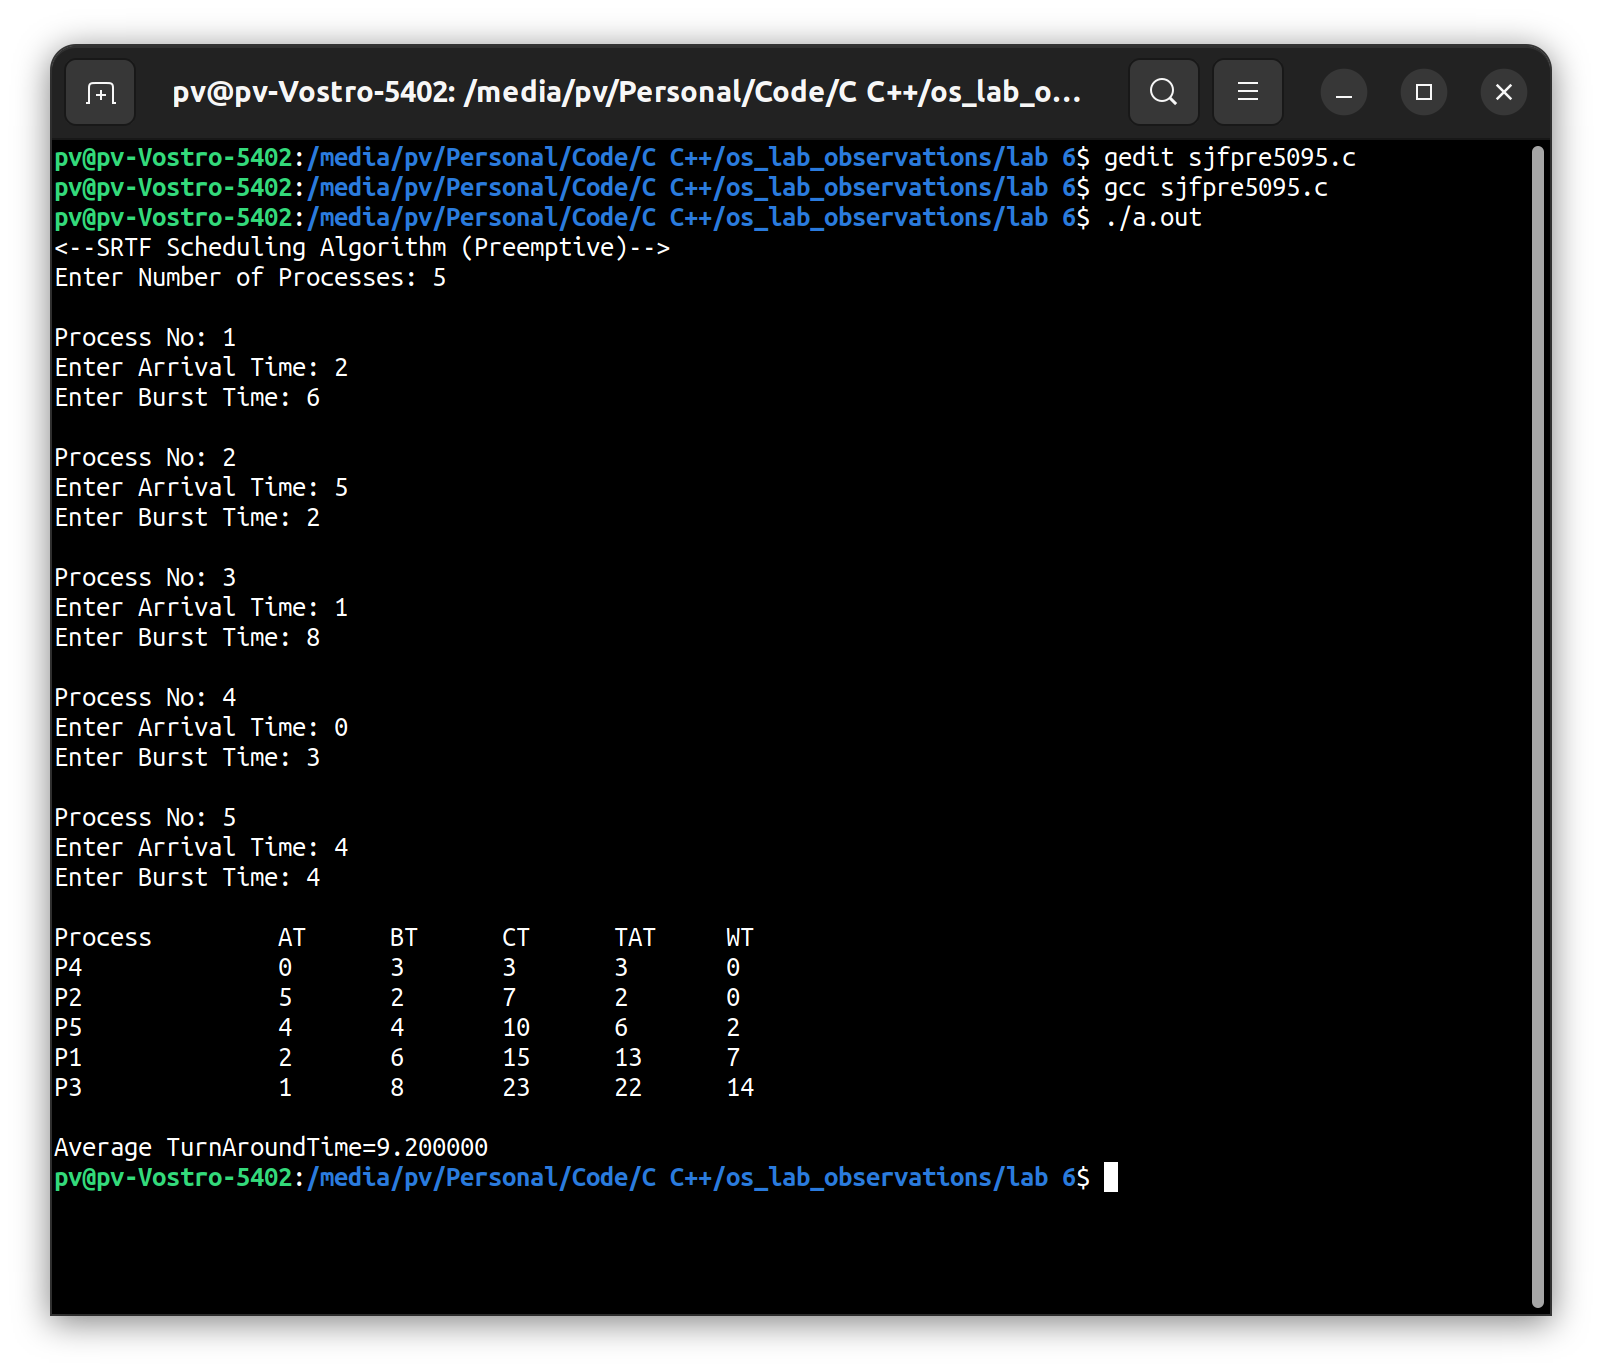 pv@pv-Vostro-5402: /media/pv/Personal/Code/C C++/os_lab_o...
pv@pv-Vostro-5402:/media/pv/Personal/Code/C C++/os_lab_observations/lab 6$ gedit sjfpre5095.c
pv@pv-Vostro-5402:/media/pv/Personal/Code/C C++/os_lab_observations/lab 6$ gcc sjfpre5095.c
pv@pv-Vostro-5402:/media/pv/Personal/Code/C C++/os_lab_observations/lab 6$ ./a.out
<--SRTF Scheduling Algorithm (Preemptive)-->
Enter Number of Processes: 5
Process No: 1
Enter Arrival Time: 2
Enter Burst Time: 6
Process No: 2
Enter Arrival Time: 5
Enter Burst Time: 2
Process No: 3
Enter Arrival Time: 1
Enter Burst Time: 8
Process No: 4
Enter Arrival Time: 0
Enter Burst Time: 3
Process No: 5
Enter Arrival Time: 4
Enter Burst Time: 4
Process AT BT CT TAT WT
P4 0 3 3 3 0
P2 5 2 7 2 0
P5 4 4 10 6 2
P1 2 6 15 13 7
P3 1 8 23 22 14
Average TurnAroundTime=9.200000
pv@pv-Vostro-5402:/media/pv/Personal/Code/C C++/os_lab_observations/lab 6$